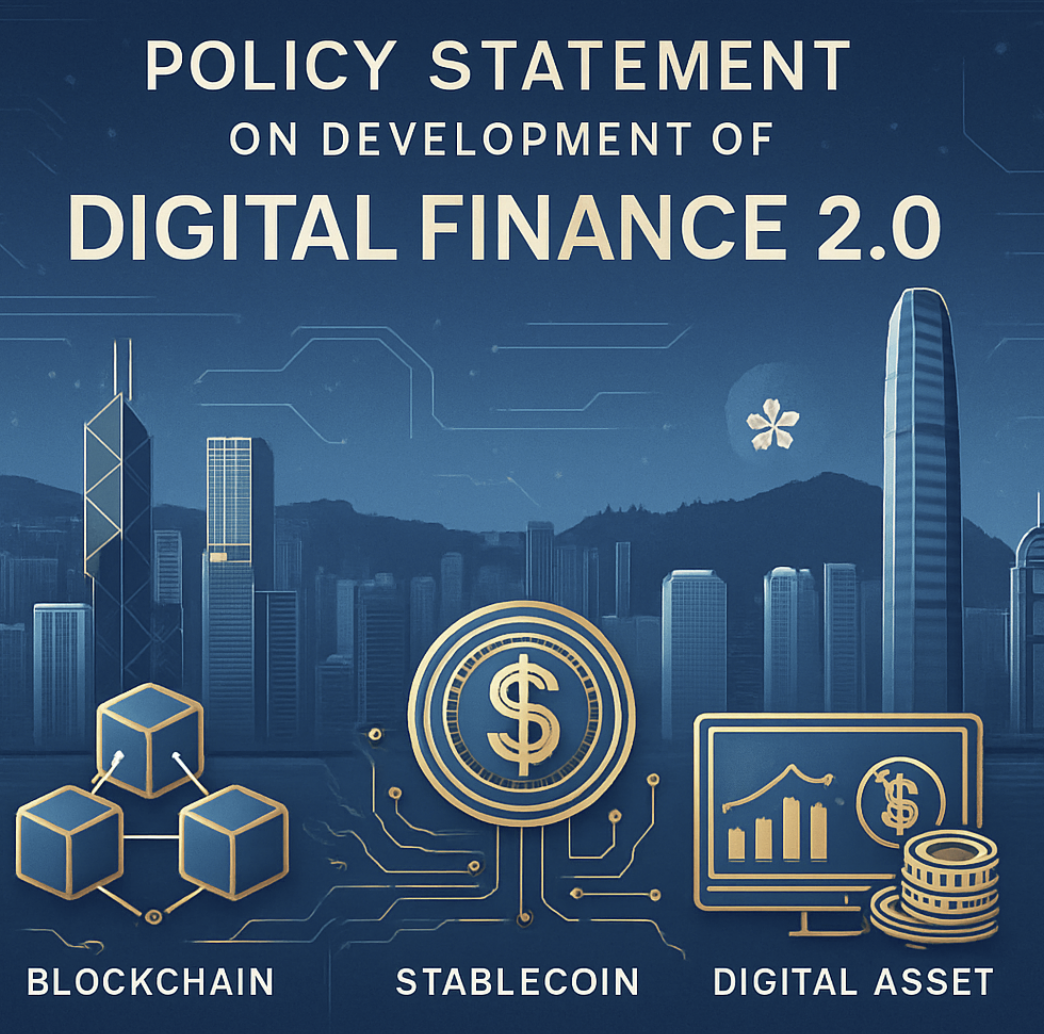 POLICY STATEMENT
ON DEVELOPMENT OF
DIGITAL FINANCE 2.0
$
$
BLOCKCHAIN
STABLECOIN
DIGITAL ASSET